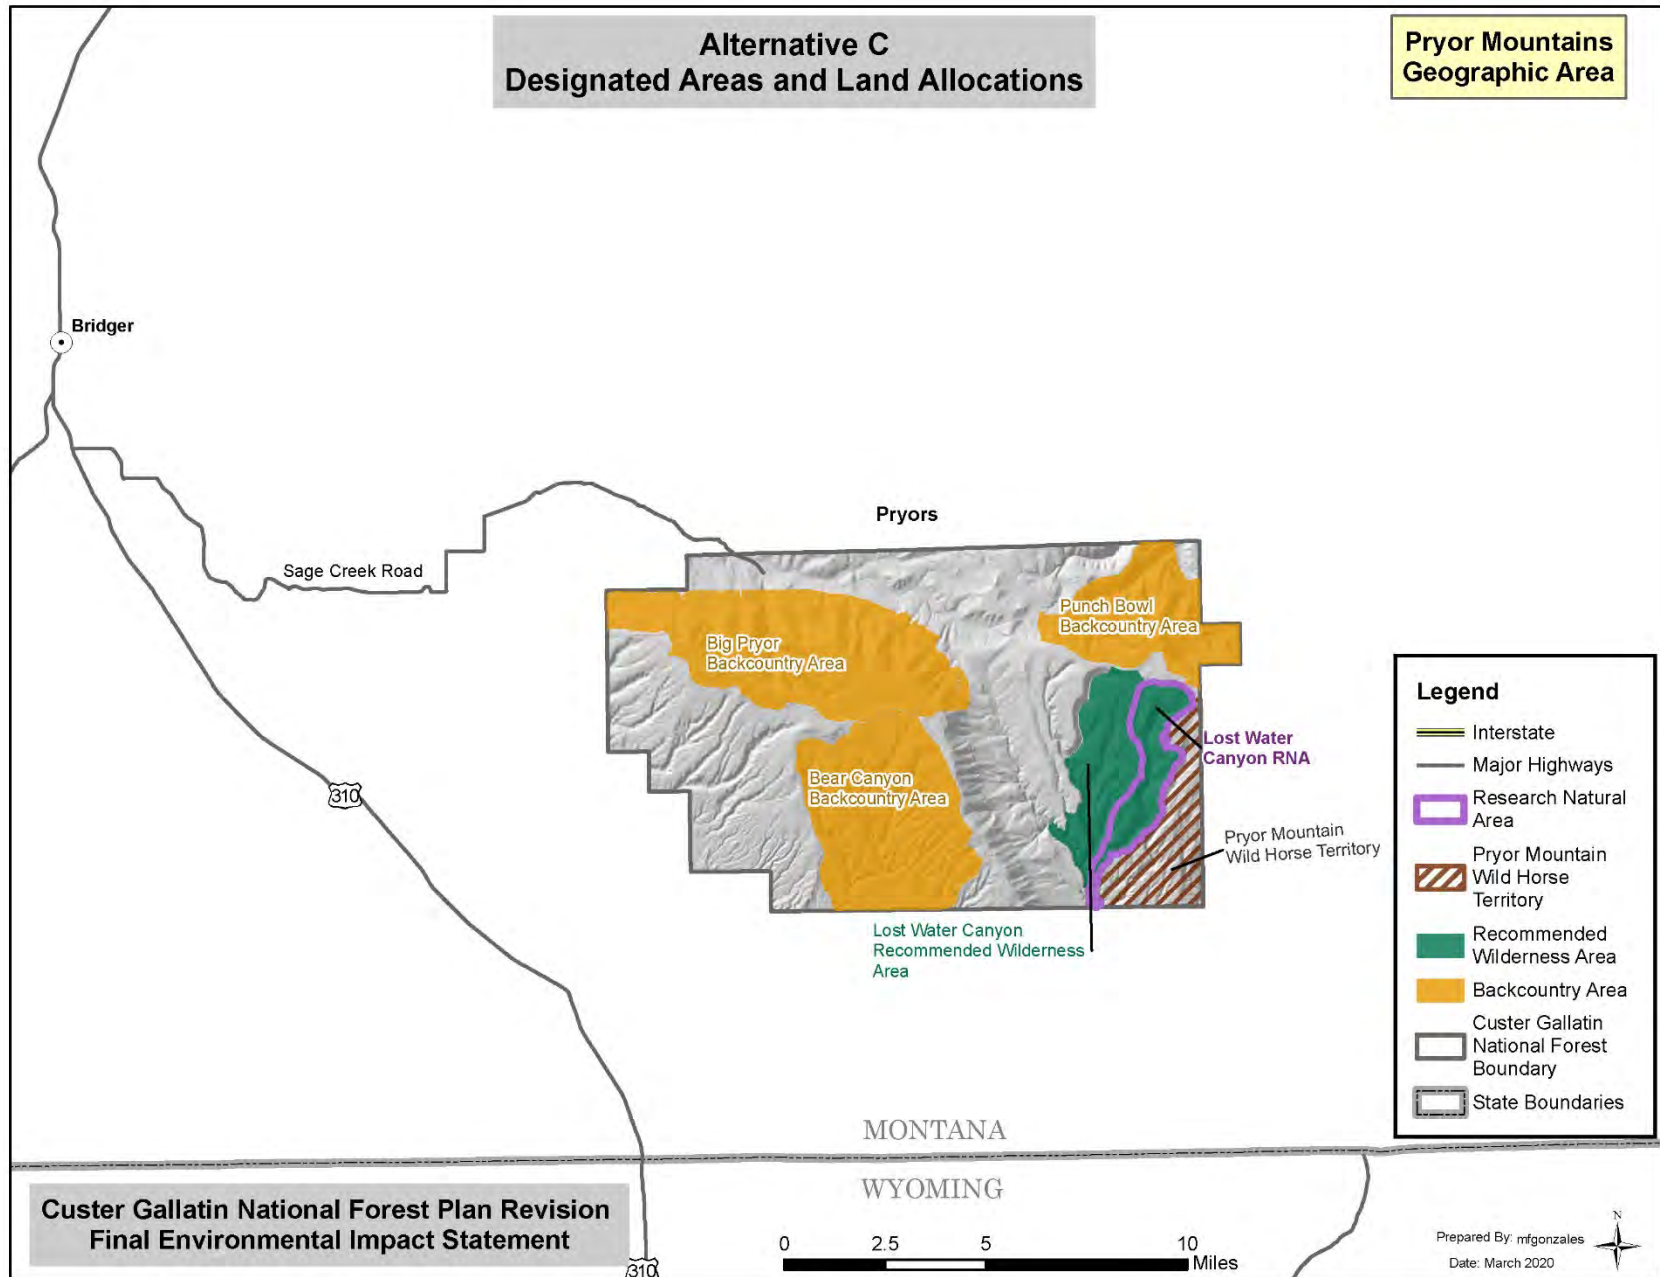 Alternative C
Designated Areas and Land Allocations
Pryor Mountains
Geographic Area
Bridger
Pryors
Sage Creek Road
Punch Bowl
Backcountry Area
Big Pryor
Backcountry Area
Lost Water
Canyon RNA
Bear Canyon
Backcountry Area
310
Pryor Mountain
Wild Horse Territory
Lost Water Canyon
Recommended Wilderness
Area
Legend
Interstate
Major Highways
Research Natural
Area
Pryor Mountain
Wild Horse
Territory
Recommended
Wilderness Area
Backcountry Area
Custer Gallatin
National Forest
Boundary
State Boundaries
MONTANA
WYOMING
Custer Gallatin National Forest Plan Revision
Final Environmental Impact Statement
310
0 2.5 5 10
Miles
N
Prepared By: mfgonzales
Date: March 2020